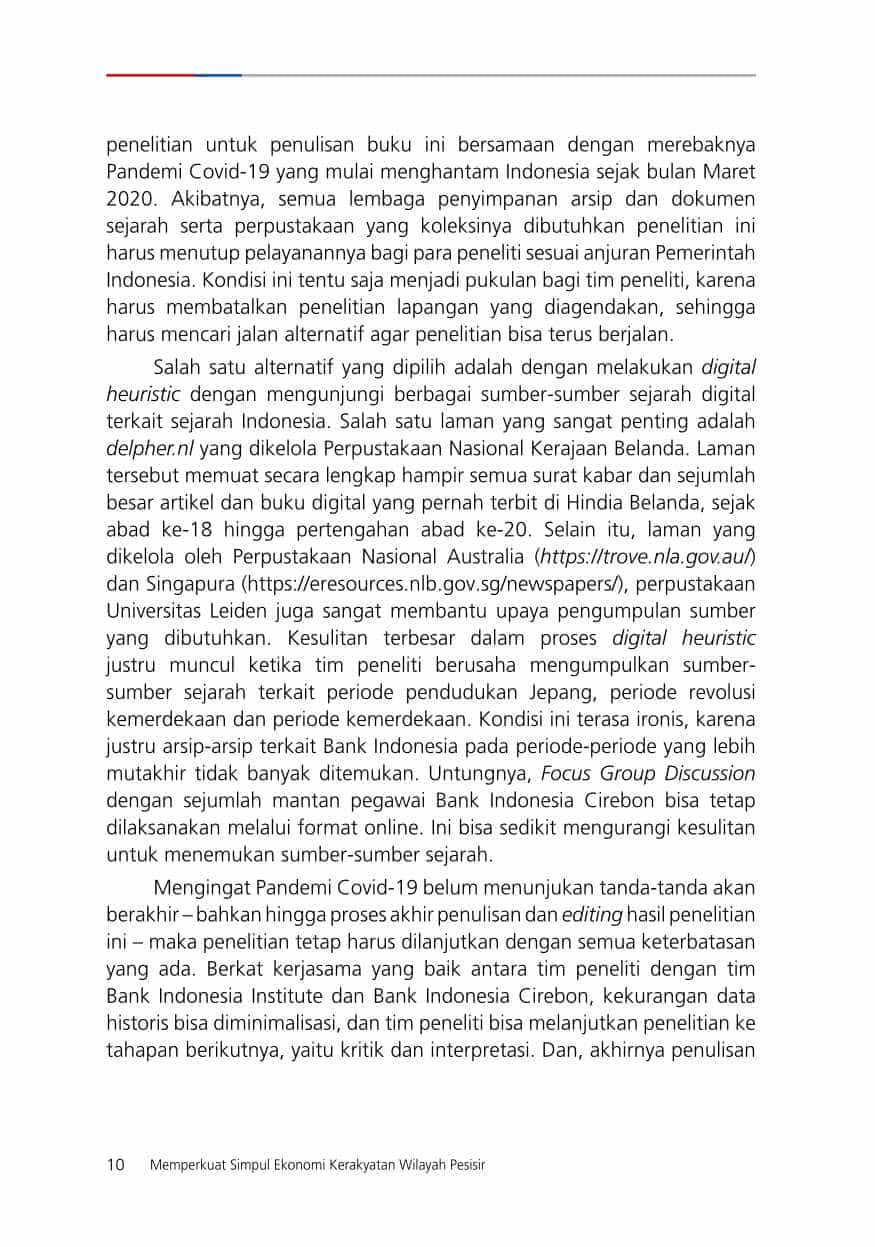 penelitian untuk penulisan buku ini bersamaan dengan merebaknya
Pandemi Covid-19 yang mulai menghantam Indonesia sejak bulan Maret
2020. Akibatnya, semua lembaga penyimpanan arsip dan dokumen
sejarah serta perpustakaan yang koleksinya dibutuhkan penelitian ini
harus menutup pelayanannya bagi para peneliti sesuai anjuran Pemerintah
Indonesia. Kondisi ini tentu saja menjadi pukulan bagi tim peneliti, karena
harus membatalkan penelitian lapangan yang diagendakan, sehingga
harus mencari jalan alternatif agar penelitian bisa terus berjalan.
Salah satu alternatif yang dipilih adalah dengan melakukan digital
heuristic dengan mengunjungi berbagai sumber-sumber sejarah digital
terkait sejarah Indonesia. Salah satu laman yang sangat penting adalah
delpher.nl yang dikelola Perpustakaan Nasional Kerajaan Belanda. Laman
tersebut memuat secara lengkap hampir semua surat kabar dan sejumlah
besar artikel dan buku digital yang pernah terbit di Hindia Belanda, sejak
abad ke-18 hingga pertengahan abad ke-20. Selain itu, laman yang
dikelola oleh Perpustakaan Nasional Australia (https://trove.nla.gov.au/)
dan Singapura (https://eresources.nlb.gov.sg/newspapers/), perpustakaan
Universitas Leiden juga sangat membantu upaya pengumpulan sumber
yang dibutuhkan. Kesulitan terbesar dalam proses digital heuristic
justru muncul ketika tim peneliti berusaha mengumpulkan sumber-
sumber sejarah terkait periode pendudukan Jepang, periode revolusi
kemerdekaan dan periode kemerdekaan. Kondisi ini terasa ironis, karena
justru arsip-arsip terkait Bank Indonesia pada periode-periode yang lebih
mutakhir tidak banyak ditemukan. Untungnya, Focus Group Discussion
dengan sejumlah mantan pegawai Bank Indonesia Cirebon bisa tetap
dilaksanakan melalui format online. Ini bisa sedikit mengurangi kesulitan
untuk menemukan sumber-sumber sejarah.
Mengingat Pandemi Covid-19 belum menunjukan tanda-tanda akan
berakhir – bahkan hingga proses akhir penulisan dan editing hasil penelitian
ini – maka penelitian tetap harus dilanjutkan dengan semua keterbatasan
yang ada. Berkat kerjasama yang baik antara tim peneliti dengan tim
Bank Indonesia Institute dan Bank Indonesia Cirebon, kekurangan data
historis bisa diminimalisasi, dan tim peneliti bisa melanjutkan penelitian ke
tahapan berikutnya, yaitu kritik dan interpretasi. Dan, akhirnya penulisan
10 Memperkuat Simpul Ekonomi Kerakyatan Wilayah Pesisir